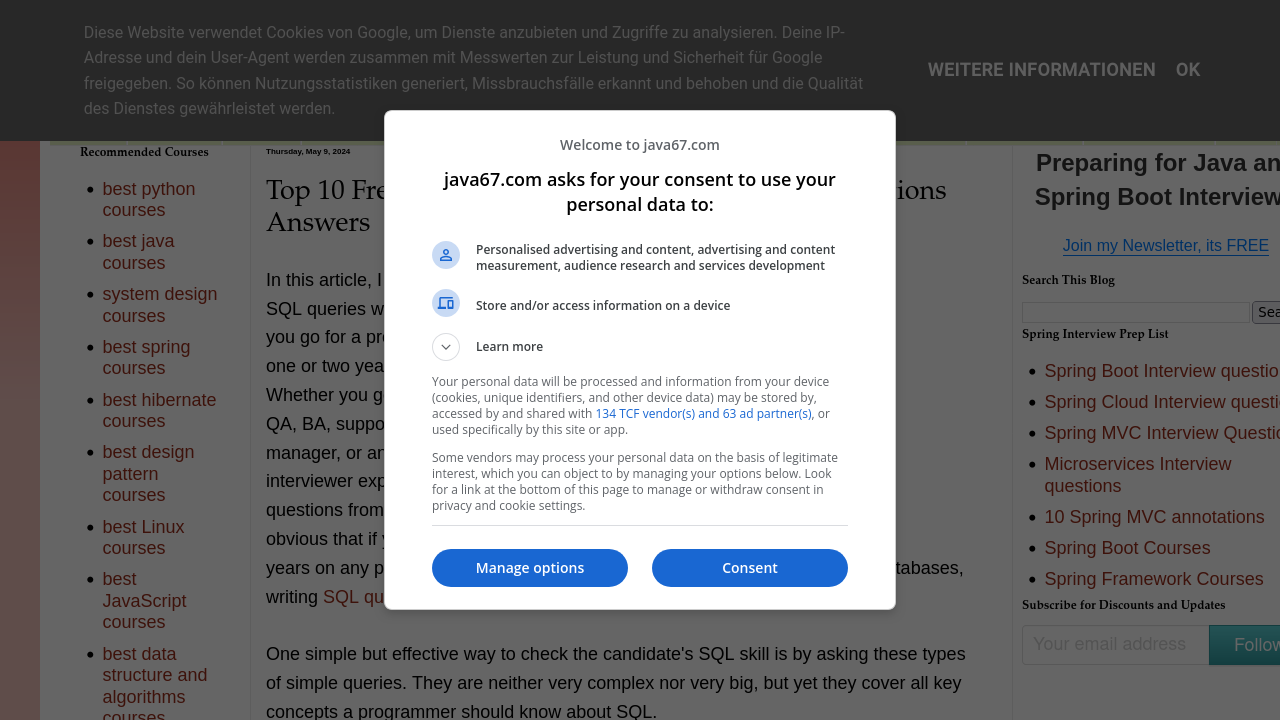 Diese Website verwendet Cookies von Google, um Dienste anzubieten und Zugriffe zu analysieren. Deine IP-
Adresse und dein User-Agent werden zusammen mit Messwerten zur Leistung und Sicherheit für Google
freigegeben. So können Nutzungsstatistiken generiert, Missbrauchsfälle erkannt und behoben und die Qualität
des Dienstes gewährleistet werden.
WEITERE INFORMATIONEN OK
Recommended Courses
best python
courses
best java
courses
system design
courses
best spring
courses
best hibernate
courses
best design
pattern
courses
best Linux
courses
best
JavaScript
courses
best data
structure and
algorithms
courses
Thursday, May 9, 2024
Top 10 Fre
ions
Answers
In this article, I
SQL queries w
you go for a pr
one or two yea
Whether you g
QA, BA, suppo
manager, or an
interviewer exp
questions from
obvious that if y
years on any p
tabases,
writing SQL qu
One simple but effective way to check the candidate's SQL skill is by asking these types
of simple queries. They are neither very complex nor very big, but yet they cover all key
concepts a programmer should know about SQL.
Welcome to java67.com
java67.com asks for your consent to use your
personal data to:
Personalised advertising and content, advertising and content
measurement, audience research and services development
Store and/or access information on a device
Learn more
Your personal data will be processed and information from your device
(cookies, unique identifiers, and other device data) may be stored by,
accessed by and shared with 134 TCF vendor(s) and 63 ad partner(s), or
used specifically by this site or app.
Some vendors may process your personal data on the basis of legitimate
interest, which you can object to by managing your options below. Look
for a link at the bottom of this page to manage or withdraw consent in
privacy and cookie settings.
Manage options
Consent
Preparing for Java an
Spring Boot Interview
Join my Newsletter, its FREE
Search This Blog
Sea
Spring Interview Prep List
Spring Boot Interview questio
Spring Cloud Interview questi
Spring MVC Interview Questio
Microservices Interview
questions
10 Spring MVC annotations
Spring Boot Courses
Spring Framework Courses
Subscribe for Discounts and Updates
Your email address
Follow